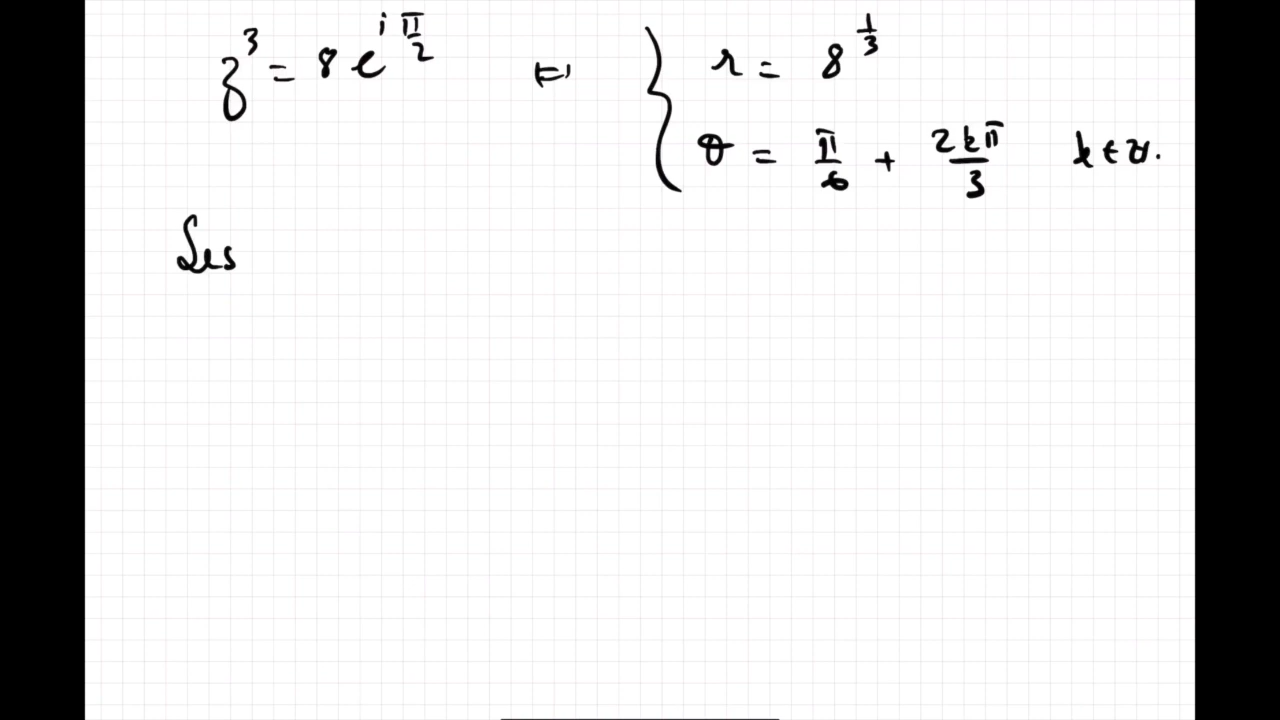 z³ = 8 e^{i π/2} ⇔ { r = 8^{1/3}
θ = π/6 + 2kπ/3 k ∈ ℤ.
Les